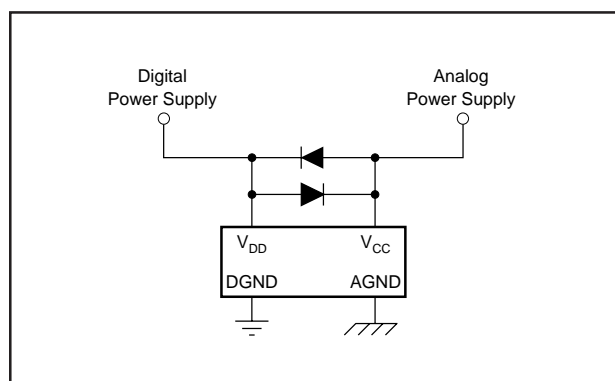 Digital
Power Supply
Analog
Power Supply
VDD
VCC
DGND
AGND